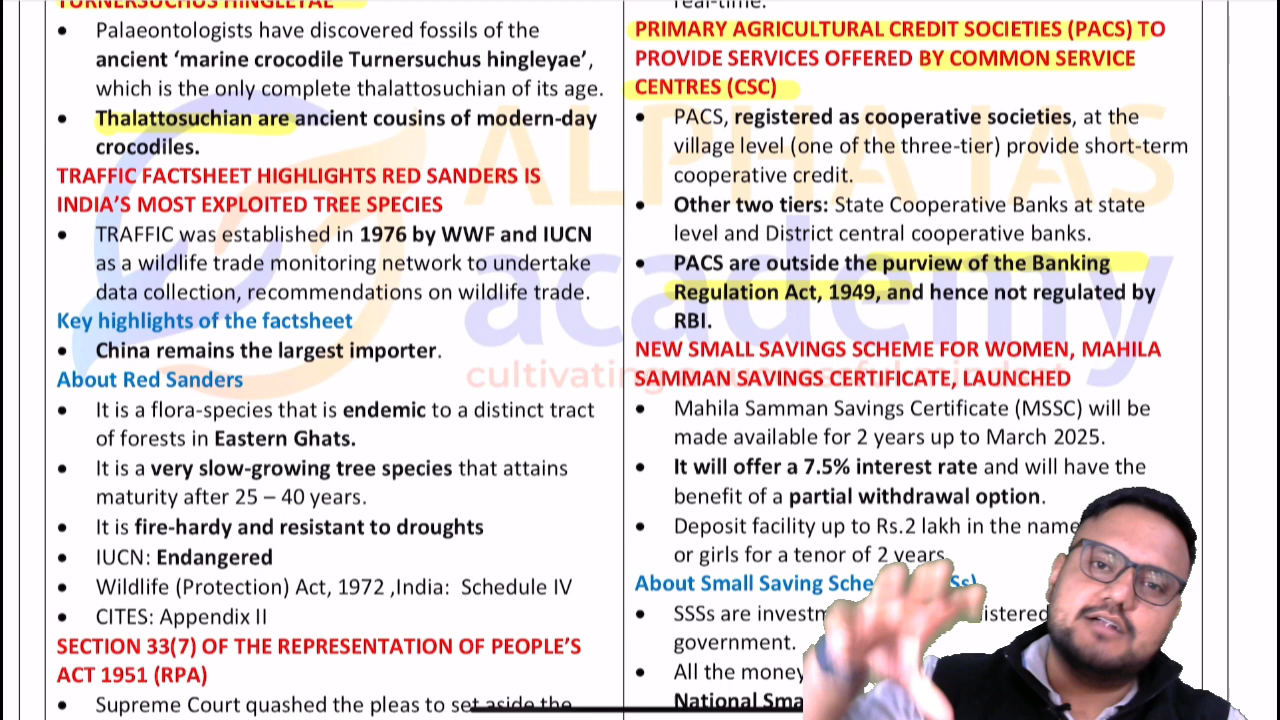 TURNERSUCHUS HINGLEYAE
• Palaeontologists have discovered fossils of the
ancient ‘marine crocodile Turnersuchus hingleyae’,
which is the only complete thalattosuchian of its age.
• Thalattosuchian are ancient cousins of modern-day
crocodiles.
TRAFFIC FACTSHEET HIGHLIGHTS RED SANDERS IS
INDIA’S MOST EXPLOITED TREE SPECIES
• TRAFFIC was established in 1976 by WWF and IUCN
as a wildlife trade monitoring network to undertake
data collection, recommendations on wildlife trade.
Key highlights of the factsheet
• China remains the largest importer.
About Red Sanders
• It is a flora-species that is endemic to a distinct tract
of forests in Eastern Ghats.
• It is a very slow-growing tree species that attains
maturity after 25 – 40 years.
• It is fire-hardy and resistant to droughts
• IUCN: Endangered
• Wildlife (Protection) Act, 1972 ,India: Schedule IV
• CITES: Appendix II
SECTION 33(7) OF THE REPRESENTATION OF PEOPLE’S
ACT 1951 (RPA)
• Supreme Court quashed the pleas to set aside the
real-time.
PRIMARY AGRICULTURAL CREDIT SOCIETIES (PACS) TO
PROVIDE SERVICES OFFERED BY COMMON SERVICE
CENTRES (CSC)
• PACS, registered as cooperative societies, at the
village level (one of the three-tier) provide short-term
cooperative credit.
• Other two tiers: State Cooperative Banks at state
level and District central cooperative banks.
• PACS are outside the purview of the Banking
Regulation Act, 1949, and hence not regulated by
RBI.
NEW SMALL SAVINGS SCHEME FOR WOMEN, MAHILA
SAMMAN SAVINGS CERTIFICATE, LAUNCHED
• Mahila Samman Savings Certificate (MSSC) will be
made available for 2 years up to March 2025.
• It will offer a 7.5% interest rate and will have the
benefit of a partial withdrawal option.
• Deposit facility up to Rs.2 lakh in the name
or girls for a tenor of 2 years.
About Small Saving
• SSSs are
government.
• All the money
National
ALPHA IAS
academy
cultivating a successful mindset